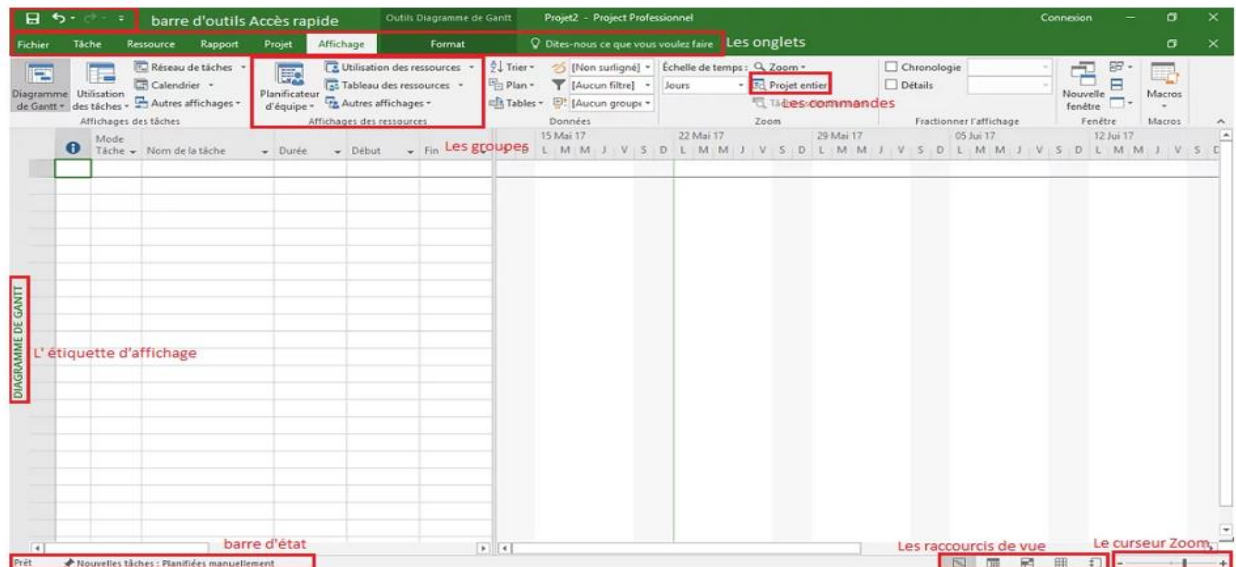 barre d'outils Accès rapide
Outils Diagramme de Gantt
Projet2 - Project Professionnel
Connexion
Fichier Tâche Ressource Rapport Projet Affichage Format Dites-nous ce que vous voulez faire Les onglets
Diagramme de Gantt
Utilisation des tâches
Réseau de tâches
Calendrier
Autres affichages
Affichages des tâches
Planificateur d'équipe
Utilisation des ressources
Tableau des ressources
Autres affichages
Affichages des ressources
Trier
Plan
Tables
[Non surligné]
[Aucun filtre]
[Aucun groupe
Données
Échelle de temps :
Jours
Zoom
Projet entier
Les commandes
Zoom
Chronologie
Détails
Fractionner l'affichage
Nouvelle fenêtre
Fenêtre
Macros
Macros
Mode Tâche
Nom de la tâche
Durée
Début
Fin
Les groupes
15 Mai 17 22 Mai 17 29 Mai 17 05 Jui 17 12 Jui 17
D L M M J V S D L M M J V S D L M M J V S D L M M J V S D L M M J V S D
DIAGRAMME DE GANTT
L' étiquette d'affichage
barre d'état
Les raccourcis de vue
Le curseur Zoom
Prêt
Nouvelles tâches : Planifiées manuellement